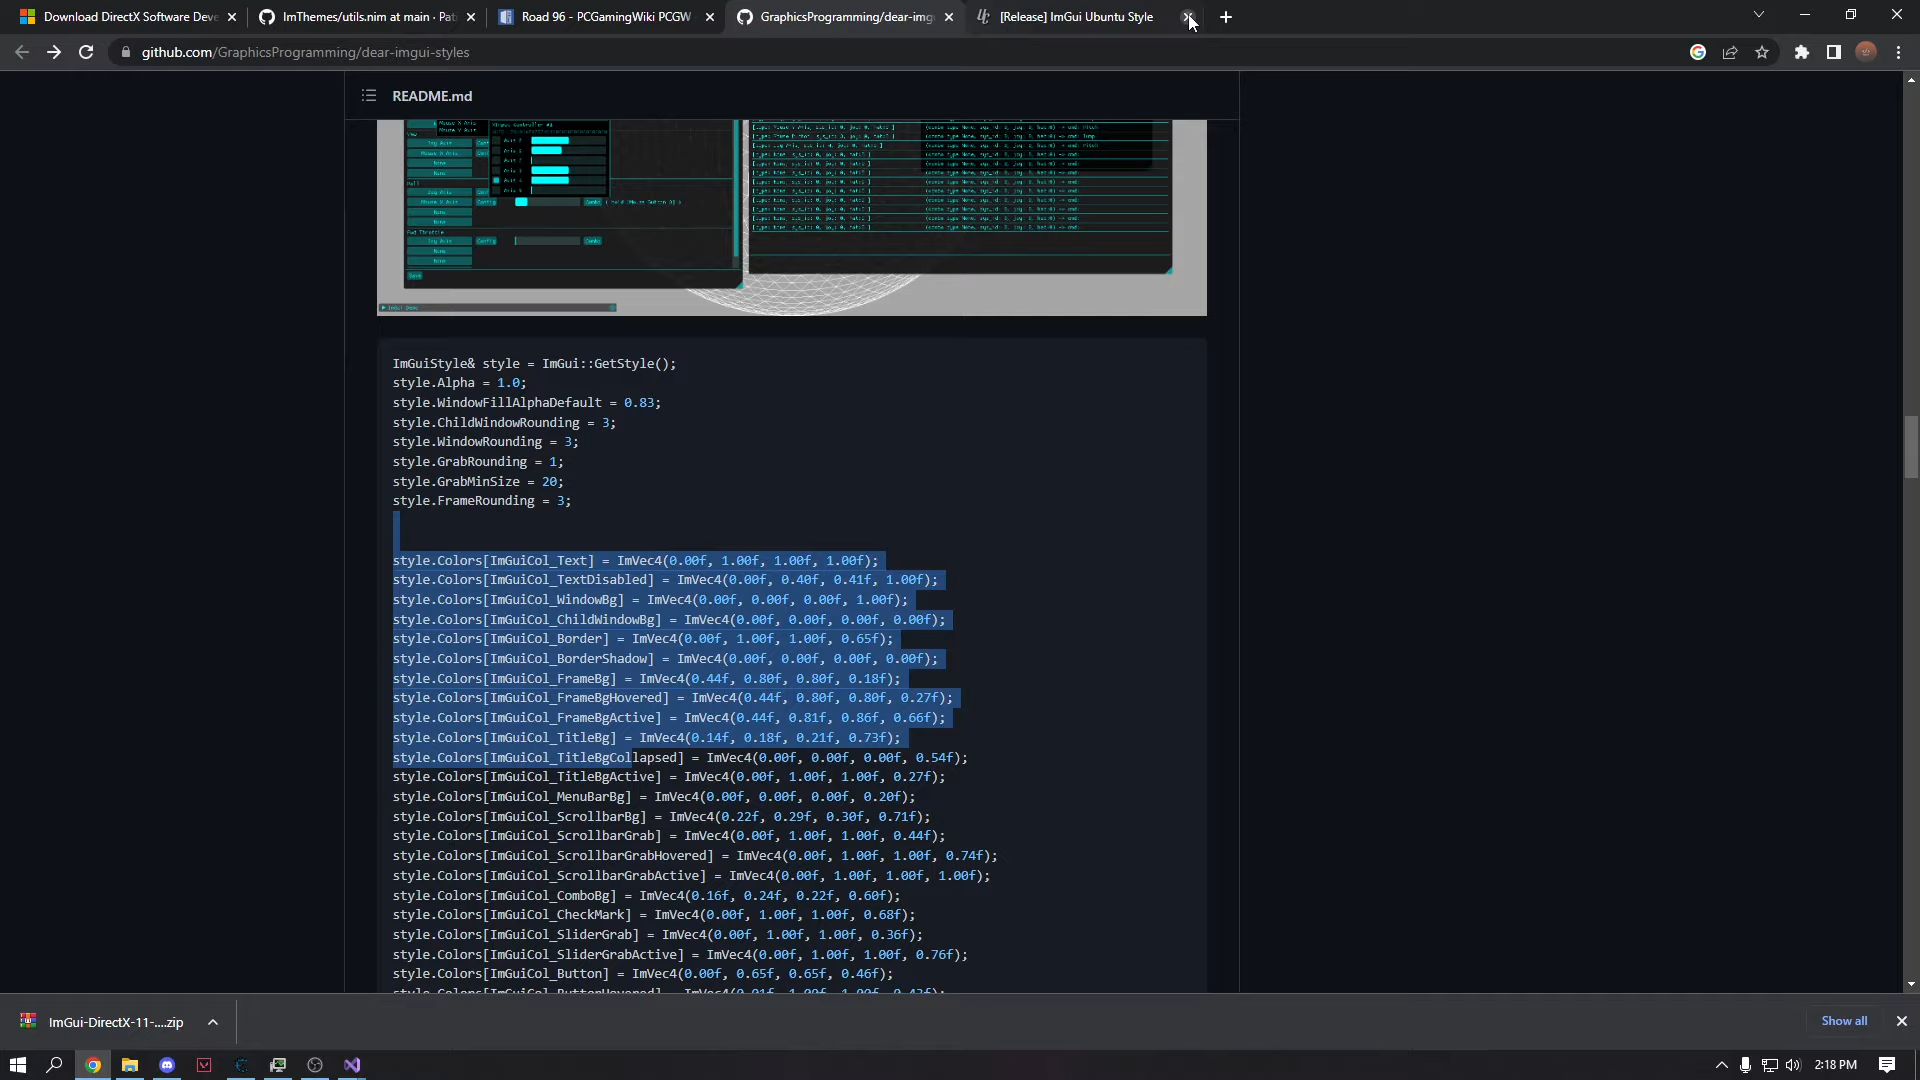 Download DirectX Software Deve
ImThemes/utils.nim at main · Pat
Road 96 - PCGamingWiki PCGW
GraphicsProgramming/dear-img
[Release] ImGui Ubuntu Style
github.com/GraphicsProgramming/dear-imgui-styles
README.md
ImGuiStyle& style = ImGui::GetStyle();
style.Alpha = 1.0;
style.WindowFillAlphaDefault = 0.83;
style.ChildWindowRounding = 3;
style.WindowRounding = 3;
style.GrabRounding = 1;
style.GrabMinSize = 20;
style.FrameRounding = 3;
style.Colors[ImGuiCol_Text] = ImVec4(0.00f, 1.00f, 1.00f, 1.00f);
style.Colors[ImGuiCol_TextDisabled] = ImVec4(0.00f, 0.40f, 0.41f, 1.00f);
style.Colors[ImGuiCol_WindowBg] = ImVec4(0.00f, 0.00f, 0.00f, 1.00f);
style.Colors[ImGuiCol_ChildWindowBg] = ImVec4(0.00f, 0.00f, 0.00f, 0.00f);
style.Colors[ImGuiCol_Border] = ImVec4(0.00f, 1.00f, 1.00f, 0.65f);
style.Colors[ImGuiCol_BorderShadow] = ImVec4(0.00f, 0.00f, 0.00f, 0.00f);
style.Colors[ImGuiCol_FrameBg] = ImVec4(0.44f, 0.80f, 0.80f, 0.18f);
style.Colors[ImGuiCol_FrameBgHovered] = ImVec4(0.44f, 0.80f, 0.80f, 0.27f);
style.Colors[ImGuiCol_FrameBgActive] = ImVec4(0.44f, 0.81f, 0.86f, 0.66f);
style.Colors[ImGuiCol_TitleBg] = ImVec4(0.14f, 0.18f, 0.21f, 0.73f);
style.Colors[ImGuiCol_TitleBgCollapsed] = ImVec4(0.00f, 0.00f, 0.00f, 0.54f);
style.Colors[ImGuiCol_TitleBgActive] = ImVec4(0.00f, 1.00f, 1.00f, 0.27f);
style.Colors[ImGuiCol_MenuBarBg] = ImVec4(0.00f, 0.00f, 0.00f, 0.20f);
style.Colors[ImGuiCol_ScrollbarBg] = ImVec4(0.22f, 0.29f, 0.30f, 0.71f);
style.Colors[ImGuiCol_ScrollbarGrab] = ImVec4(0.00f, 1.00f, 1.00f, 0.44f);
style.Colors[ImGuiCol_ScrollbarGrabHovered] = ImVec4(0.00f, 1.00f, 1.00f, 0.74f);
style.Colors[ImGuiCol_ScrollbarGrabActive] = ImVec4(0.00f, 1.00f, 1.00f, 1.00f);
style.Colors[ImGuiCol_ComboBg] = ImVec4(0.16f, 0.24f, 0.22f, 0.60f);
style.Colors[ImGuiCol_CheckMark] = ImVec4(0.00f, 1.00f, 1.00f, 0.68f);
style.Colors[ImGuiCol_SliderGrab] = ImVec4(0.00f, 1.00f, 1.00f, 0.36f);
style.Colors[ImGuiCol_SliderGrabActive] = ImVec4(0.00f, 1.00f, 1.00f, 0.76f);
style.Colors[ImGuiCol_Button] = ImVec4(0.00f, 0.65f, 0.65f, 0.46f);
style.Colors[ImGuiCol_ButtonHovered] = ImVec4(0.01f, 1.00f, 1.00f, 0.43f);
ImGui-DirectX-11-....zip
Show all
2:18 PM